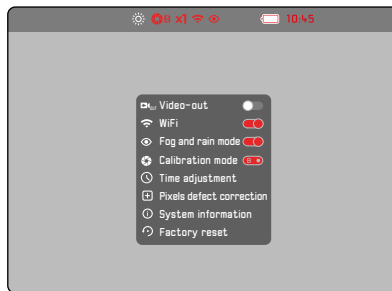 B x1 10:45
Video-out
WiFi
Fog and rain mode
Calibration mode B
Time adjustment
Pixels defect correction
System information
Factory reset